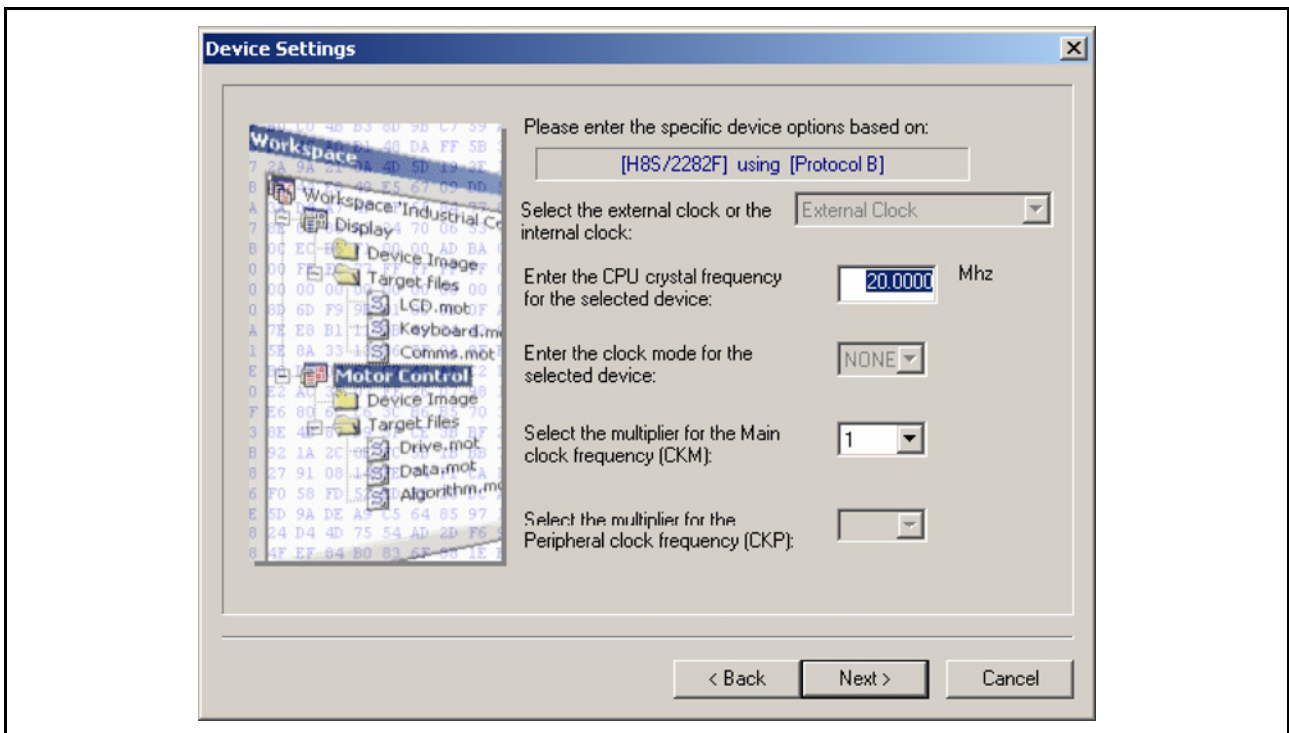 Device Settings
Workspace
Workspace 'Industrial Co
Display
Device Image
Target files
LCD.mot
Keyboard.m
Comms.mot
Motor Control
Device Image
Target files
Drive.mot
Data.mot
Algorithm.m
Please enter the specific device options based on:
[H8S/2282F] using [Protocol B]
Select the external clock or the
internal clock:
External Clock
Enter the CPU crystal frequency
for the selected device:
20.0000 Mhz
Enter the clock mode for the
selected device:
NONE
Select the multiplier for the Main
clock frequency (CKM):
1
Select the multiplier for the
Peripheral clock frequency (CKP):
< Back
Next >
Cancel